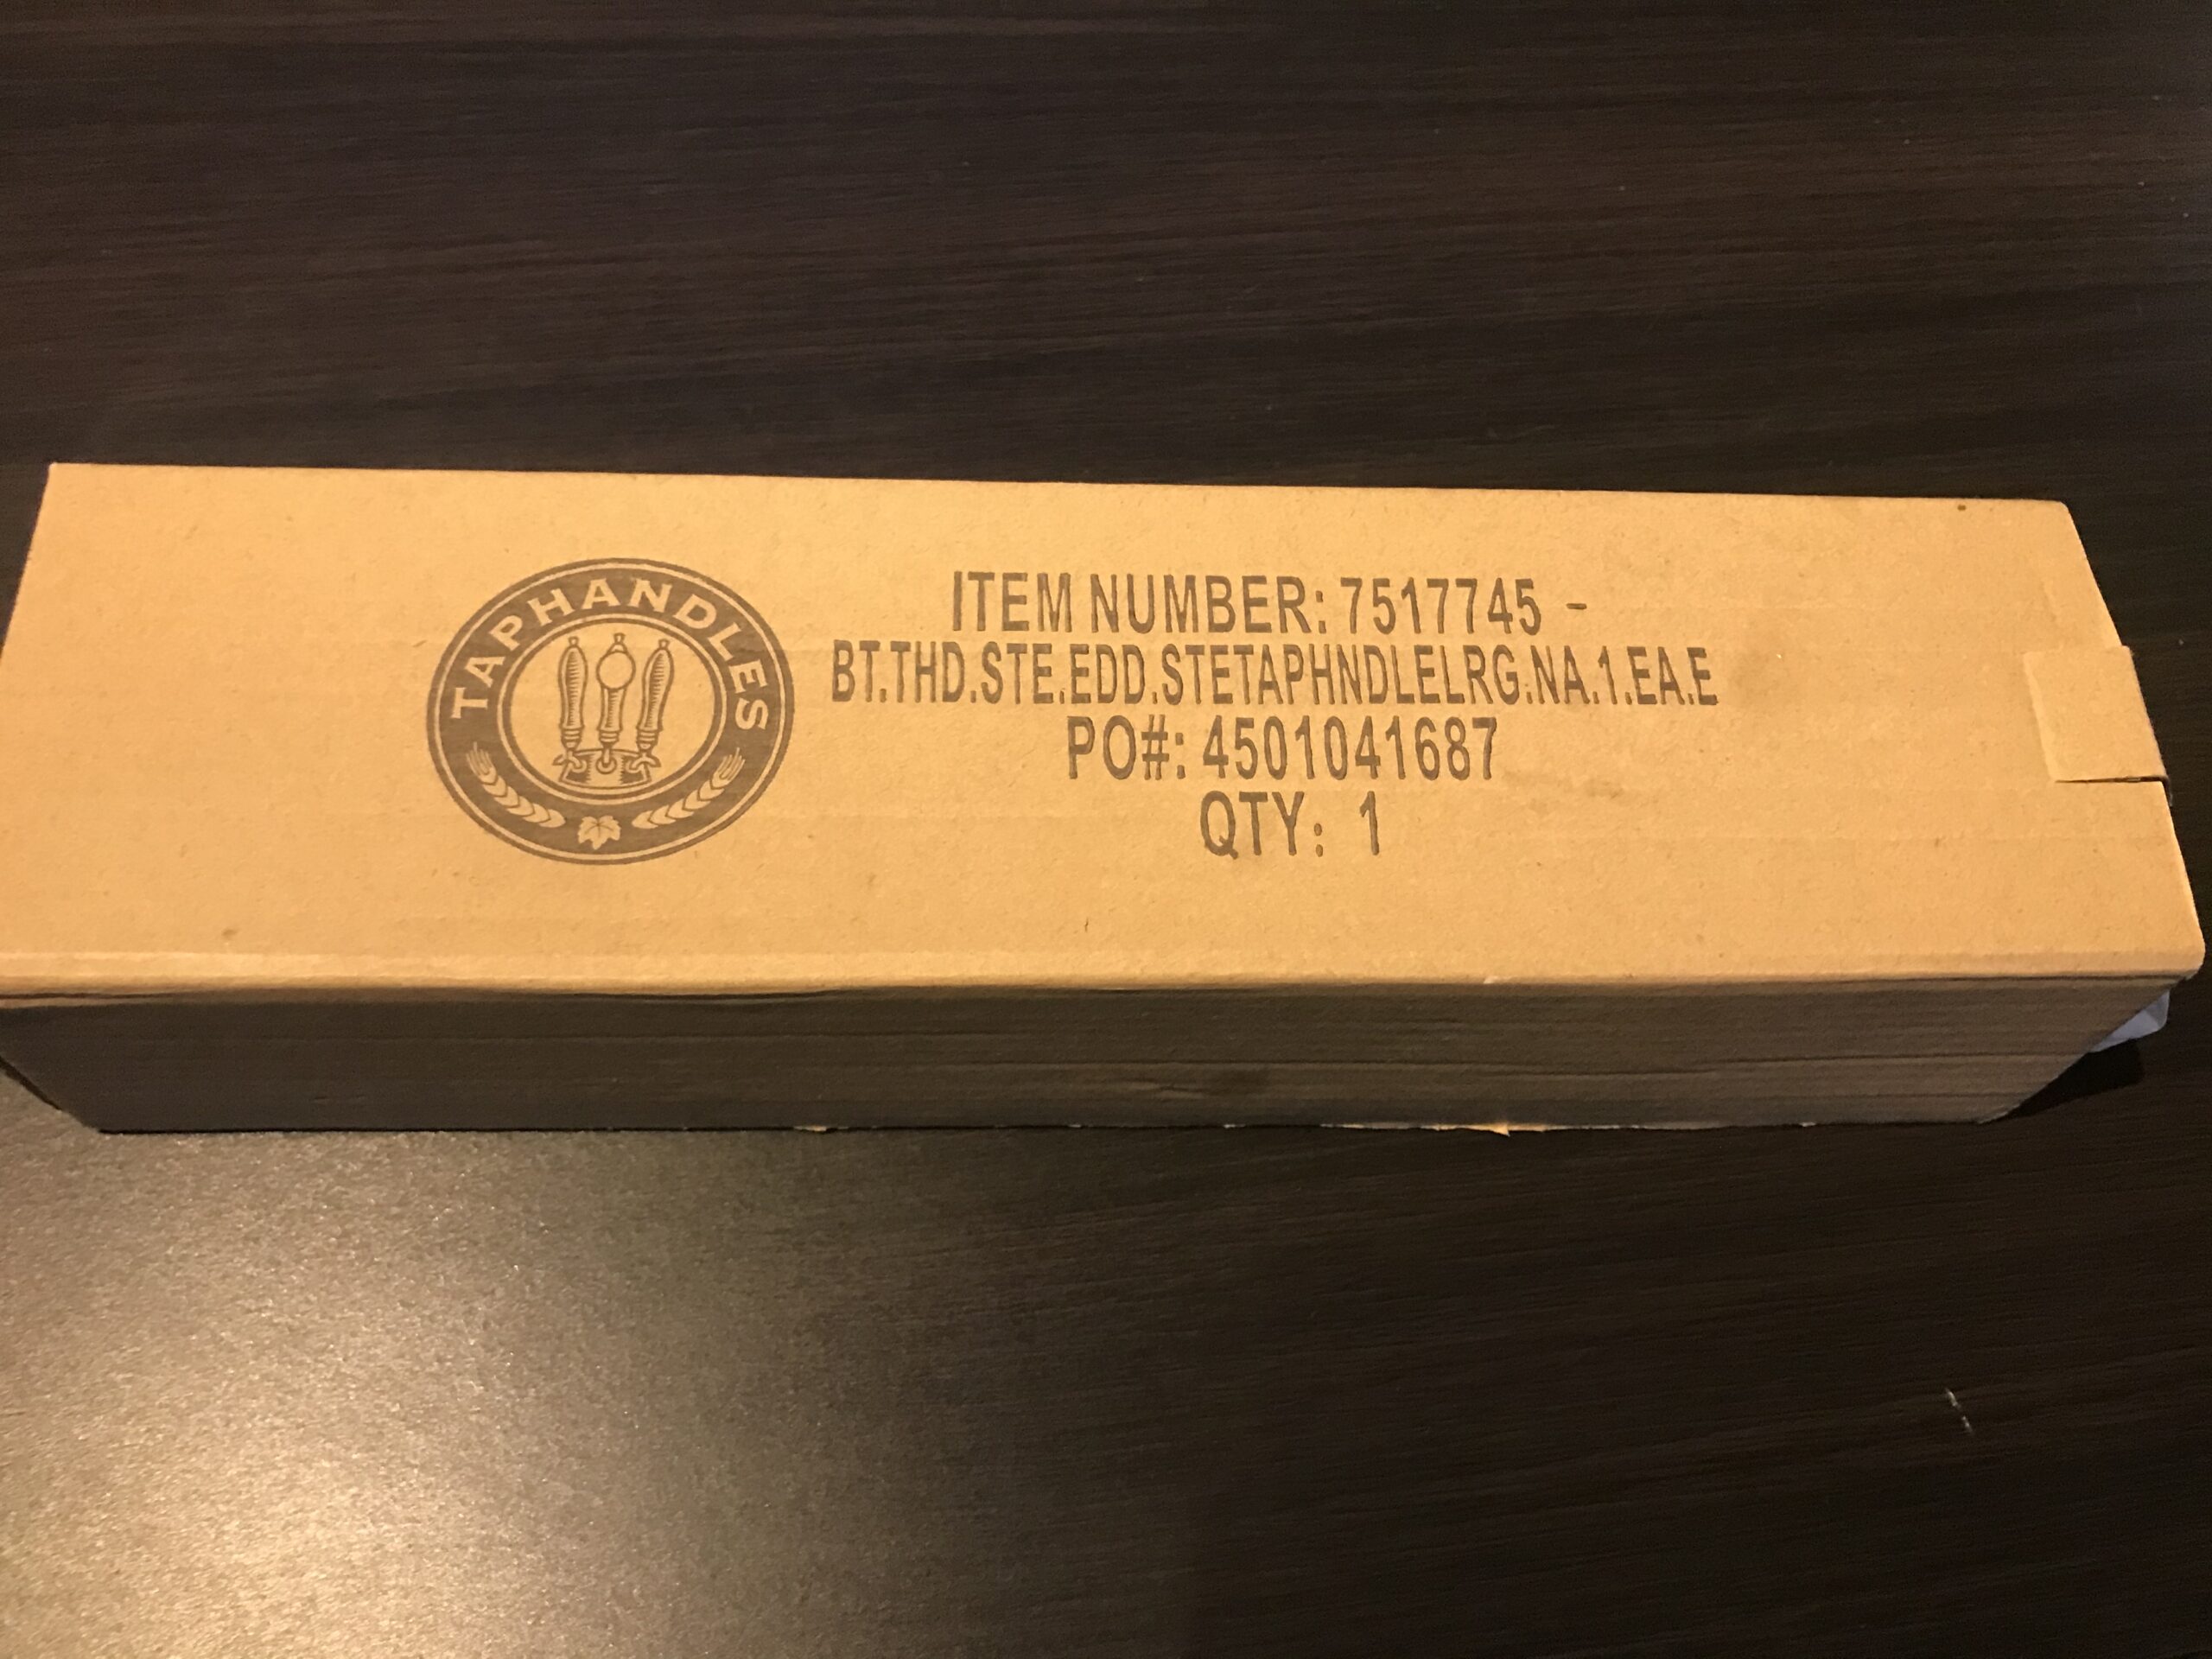 TAPHANDLES
ITEM NUMBER: 7517745 -
BT.THD.STE.EDD.STETAPHNDLELRG.NA.1.EA.E
PO#: 4501041687
QTY: 1